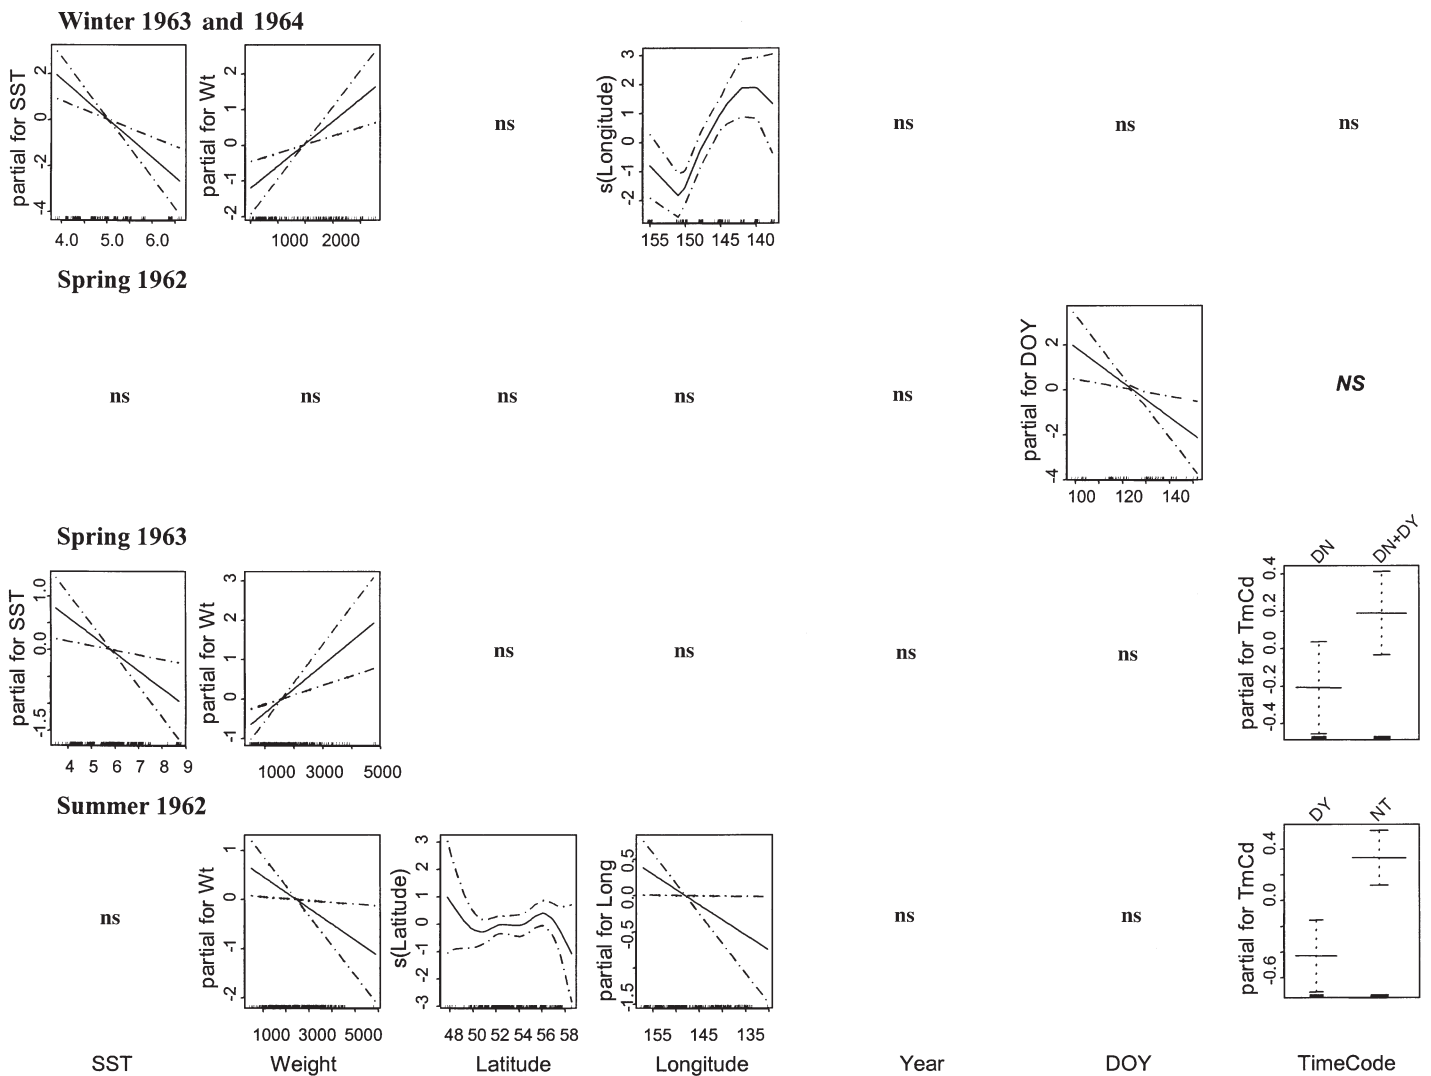 Winter 1963 and 1964
partial for SST
2
0
-2
-4
4.0 5.0 6.0
partial for Wt
2
1
0
-1
-2
1000 2000
ns
s(Longitude)
3
2
1
0
-1
-2
155 150 145 140
ns
ns
ns
Spring 1962
ns
ns
ns
ns
ns
partial for DOY
2
0
-2
-4
100 120 140
NS
Spring 1963
partial for SST
1.0
0.0
-1.5
4 5 6 7 8 9
partial for Wt
3
2
1
0
-1
1000 3000 5000
ns
ns
ns
ns
DN DN+DY
partial for TmCd
0.4
0.2
0.0
-0.2
-0.4
Summer 1962
ns
partial for Wt
1
0
-1
-2
1000 3000 5000
s(Latitude)
3
2
1
0
-1
-2
-3
48 50 52 54 56 58
partial for Long
0.5
0.0
-0.5
-1.5
155 145 135
ns
ns
DY NT
partial for TmCd
0.4
0.0
-0.6
SST Weight Latitude Longitude Year DOY TimeCode